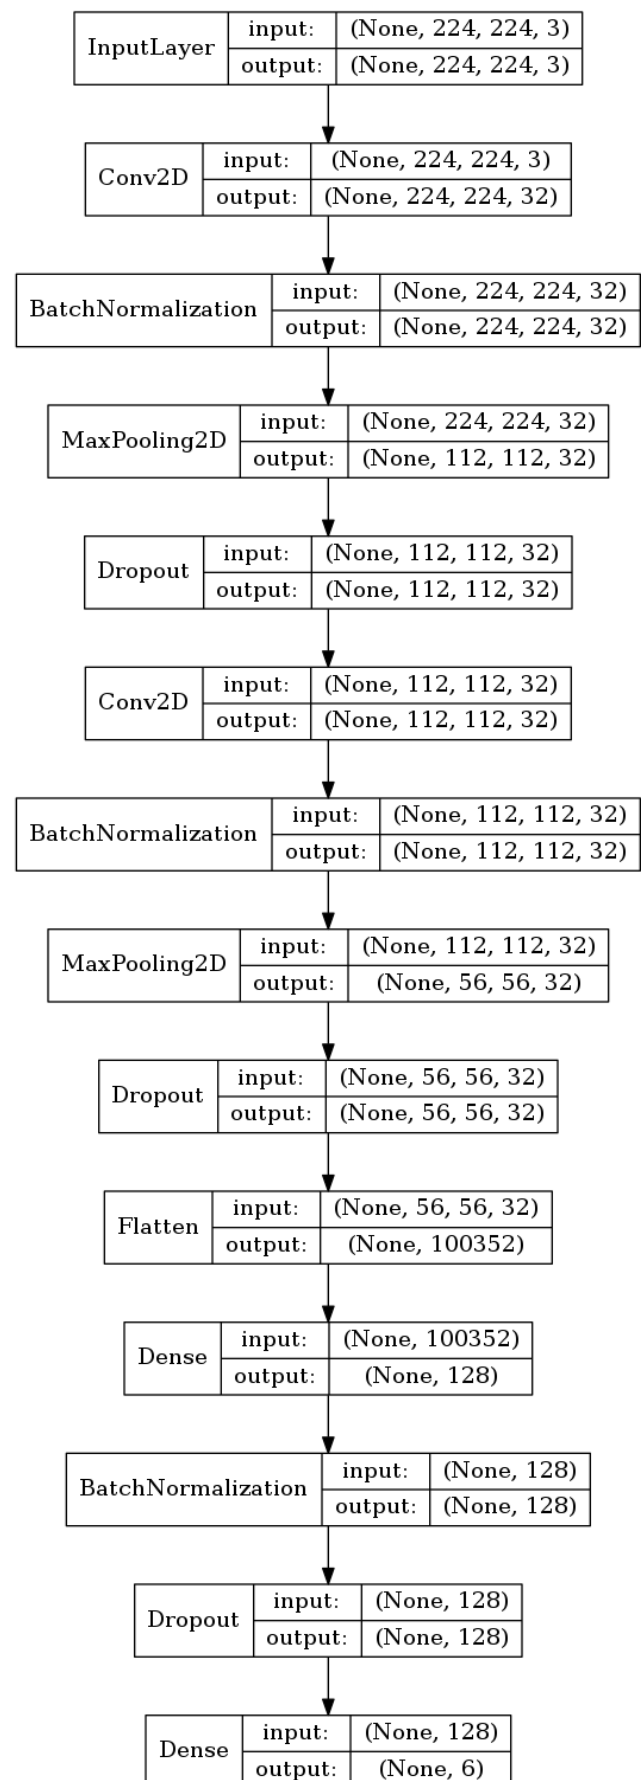 InputLayer input: (None, 224, 224, 3)
output: (None, 224, 224, 3)
Conv2D input: (None, 224, 224, 3)
output: (None, 224, 224, 32)
BatchNormalization input: (None, 224, 224, 32)
output: (None, 224, 224, 32)
MaxPooling2D input: (None, 224, 224, 32)
output: (None, 112, 112, 32)
Dropout input: (None, 112, 112, 32)
output: (None, 112, 112, 32)
Conv2D input: (None, 112, 112, 32)
output: (None, 112, 112, 32)
BatchNormalization input: (None, 112, 112, 32)
output: (None, 112, 112, 32)
MaxPooling2D input: (None, 112, 112, 32)
output: (None, 56, 56, 32)
Dropout input: (None, 56, 56, 32)
output: (None, 56, 56, 32)
Flatten input: (None, 56, 56, 32)
output: (None, 100352)
Dense input: (None, 100352)
output: (None, 128)
BatchNormalization input: (None, 128)
output: (None, 128)
Dropout input: (None, 128)
output: (None, 128)
Dense input: (None, 128)
output: (None, 6)